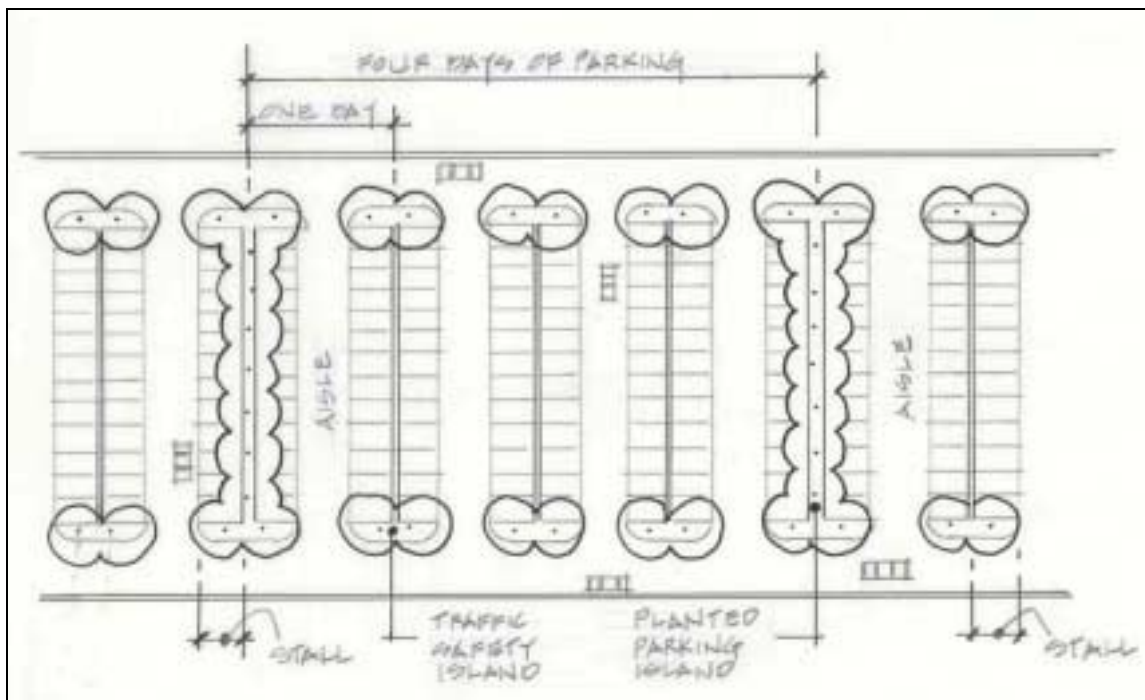 FOUR BAYS OF PARKING
ONE BAY
AISLE
AISLE
STALL
TRAFFIC
SAFETY
ISLAND
PLANTED
PARKING
ISLAND
STALL